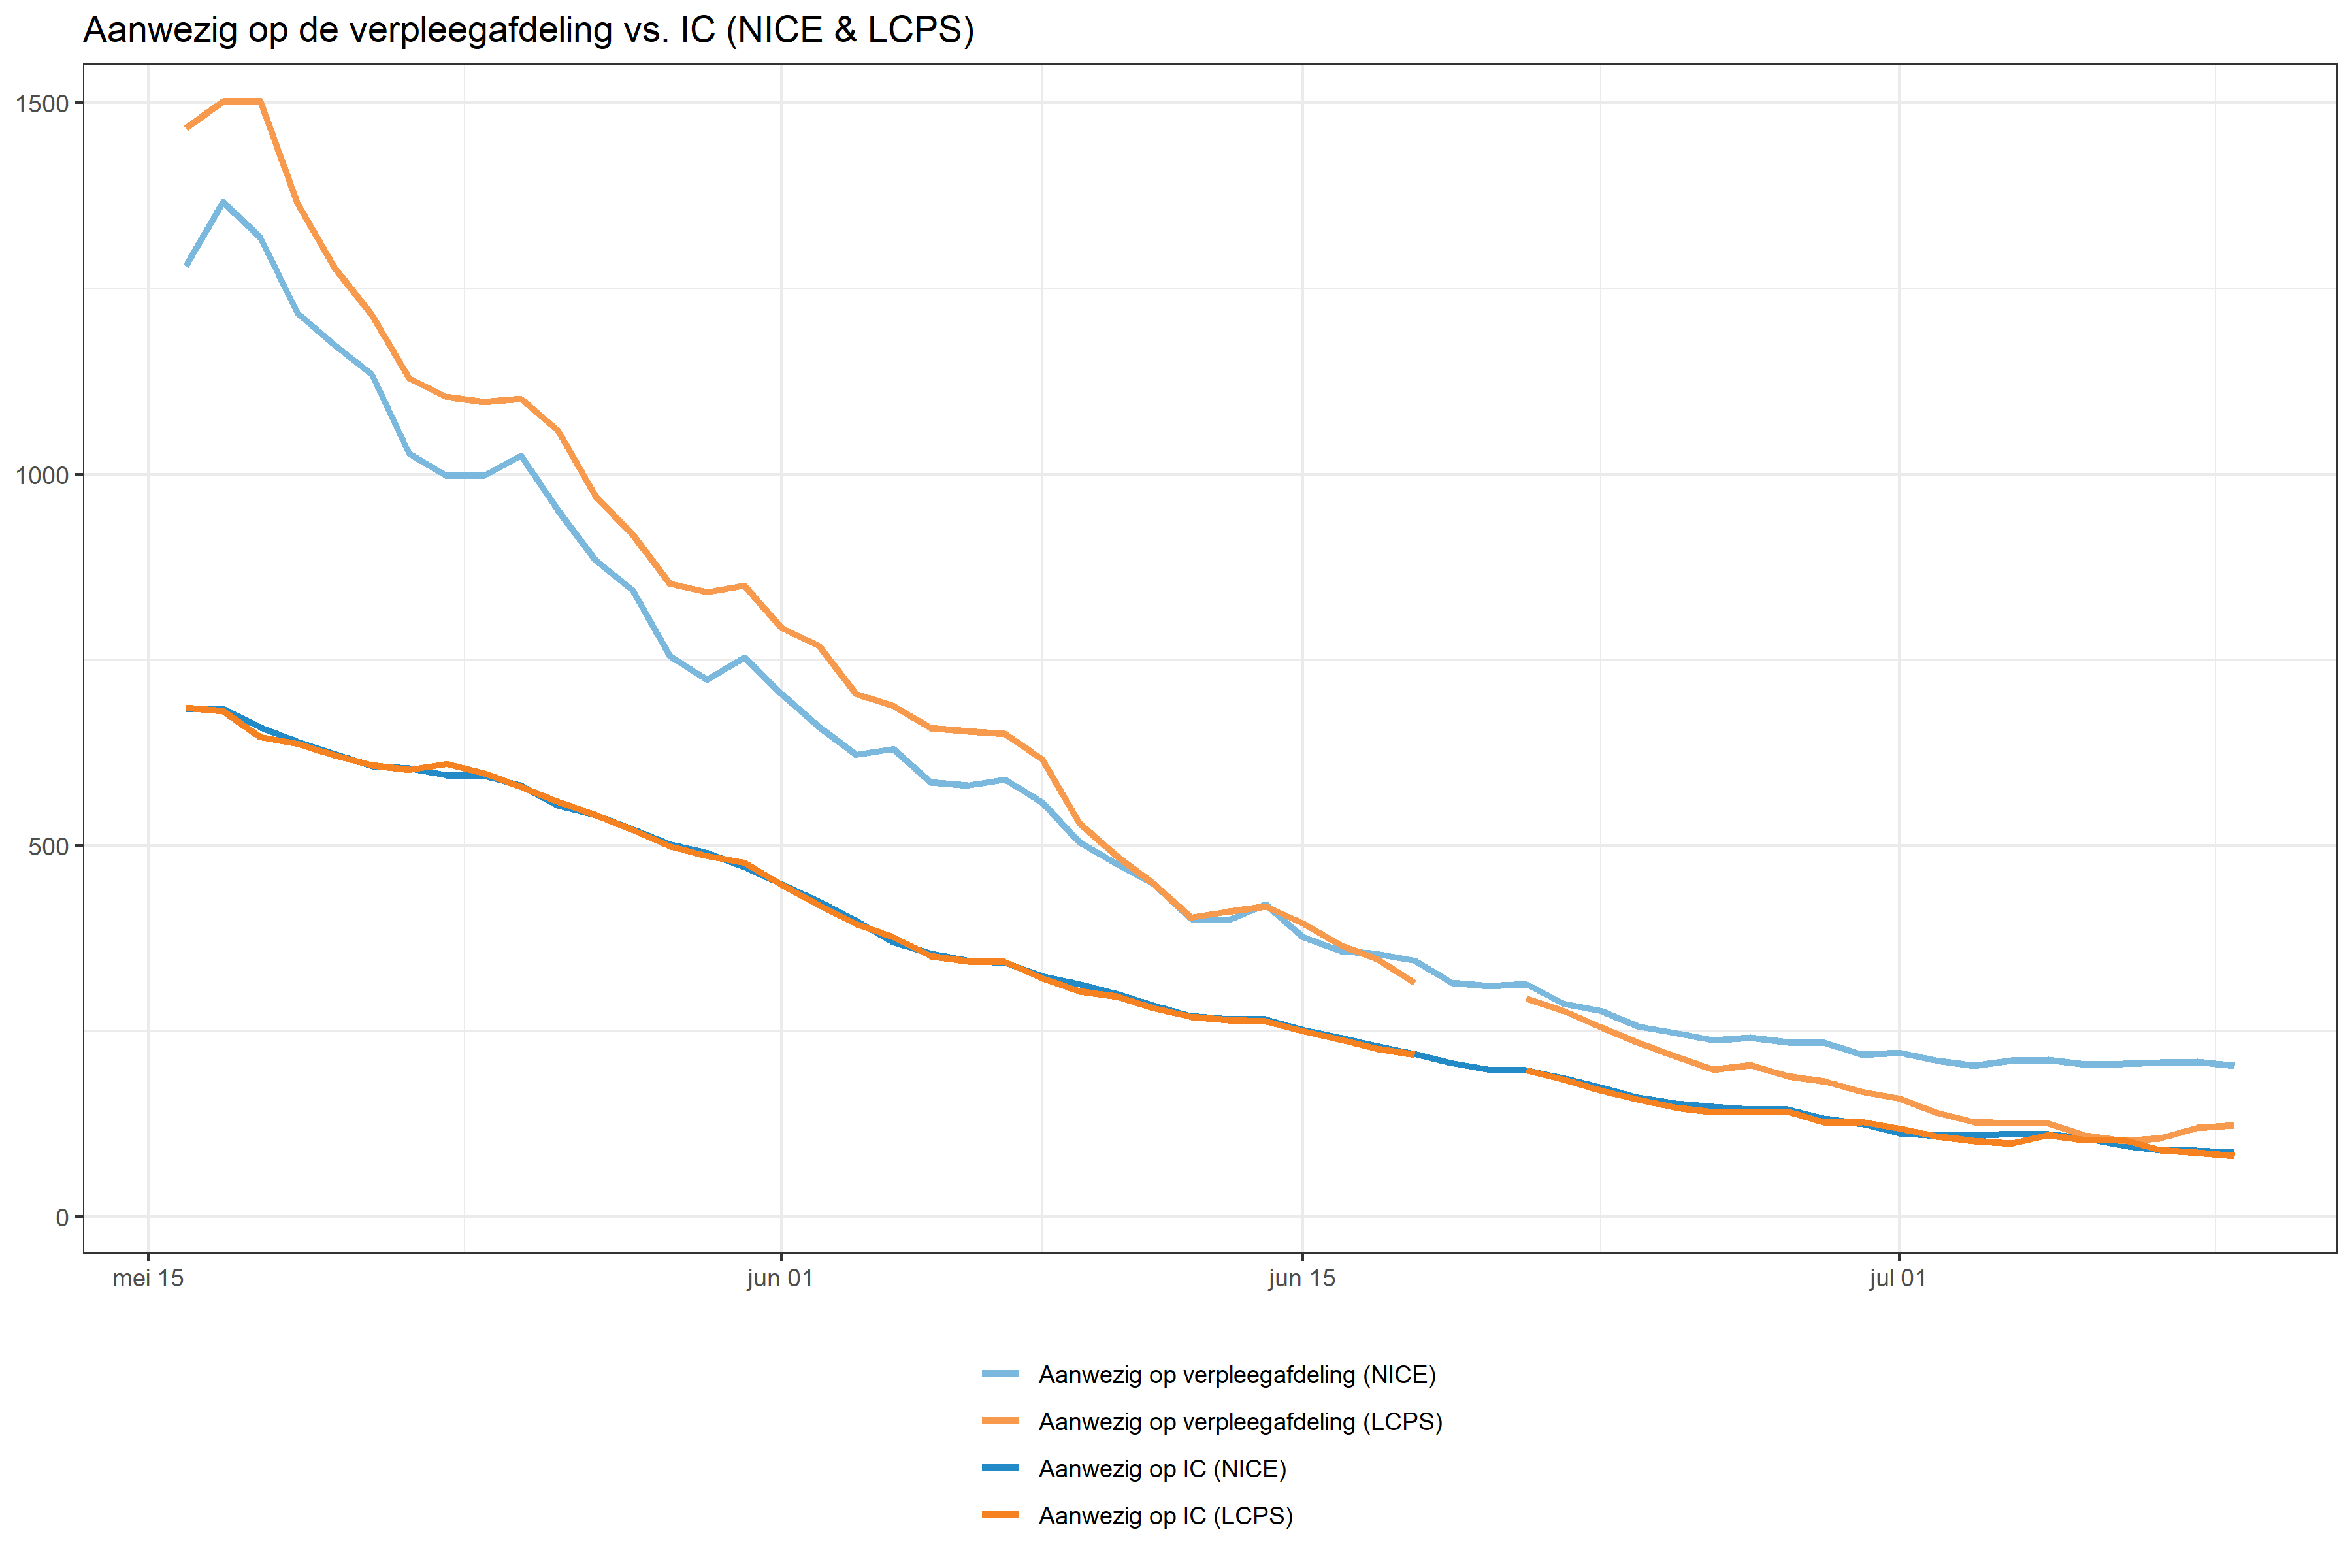 Aanwezig op de verpleegafdeling vs. IC (NICE & LCPS)
1500
1000
500
0
mei 15
jun 01
jun 15
jul 01
Aanwezig op verpleegafdeling (NICE)
Aanwezig op verpleegafdeling (LCPS)
Aanwezig op IC (NICE)
Aanwezig op IC (LCPS)